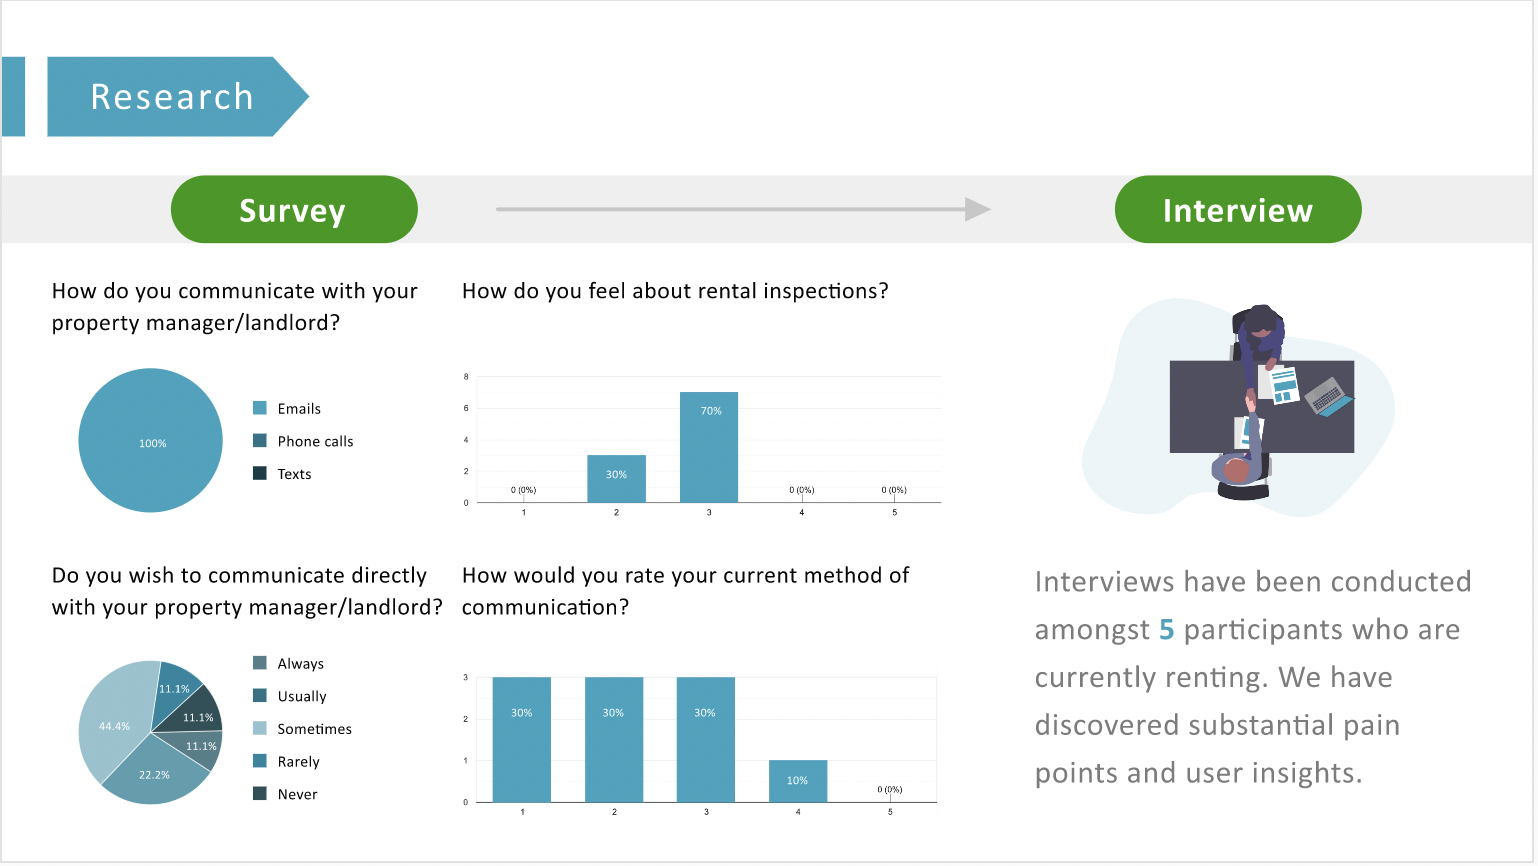 Research
Survey
Interview
How do you communicate with your
property manager/landlord?
100%
Emails
Phone calls
Texts
How do you feel about rental inspections?
8
6
4
2
0
0 (0%)
30%
70%
0 (0%)
0 (0%)
1
2
3
4
5
Do you wish to communicate directly
with your property manager/landlord?
11.1%
11.1%
11.1%
22.2%
44.4%
Always
Usually
Sometimes
Rarely
Never
How would you rate your current method of
communication?
3
2
1
0
30%
30%
30%
10%
0 (0%)
1
2
3
4
5
Interviews have been conducted
amongst 5 participants who are
currently renting. We have
discovered substantial pain
points and user insights.